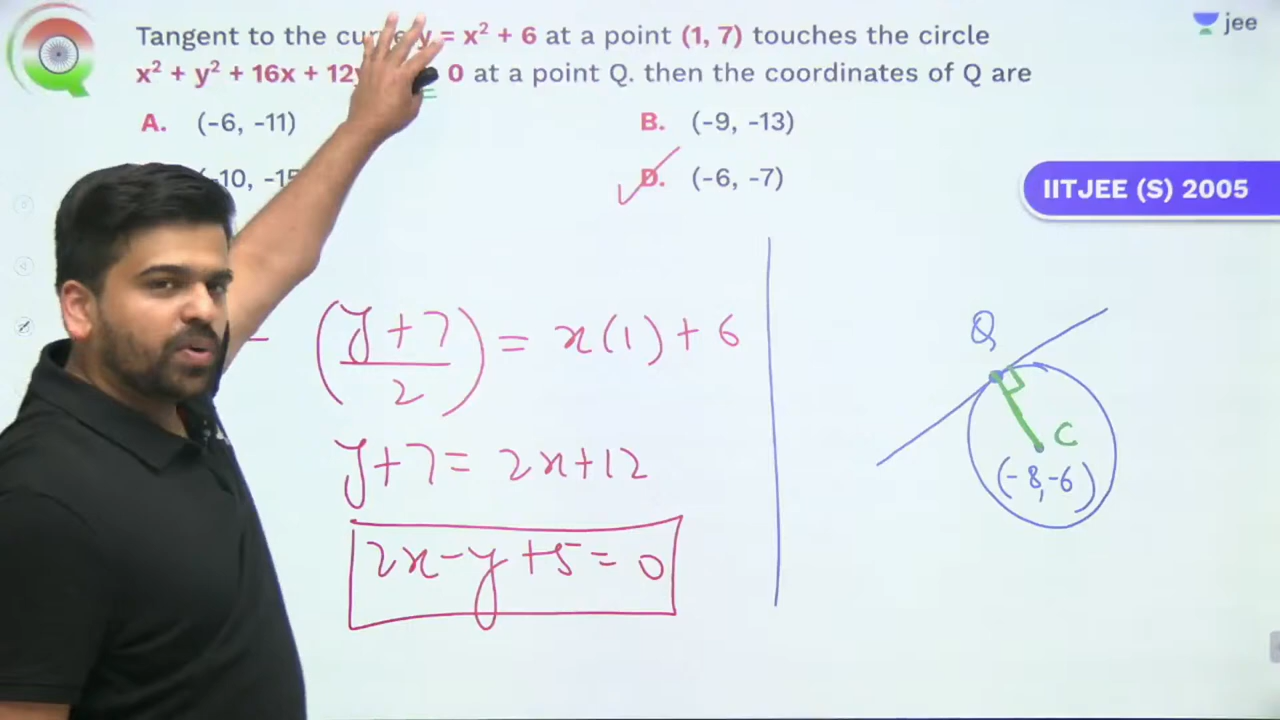 Tangent to the curve y = x² + 6 at a point (1, 7) touches the circle
x² + y² + 16x + 12y = 0 at a point Q. then the coordinates of Q are
jee
A. (-6, -11)
B. (-9, -13)
-10, -15
D. (-6, -7)
IITJEE (S) 2005
(y+7/2) = x(1)+6
y+7 = 2x+12
2x-y+5=0
Q
C
(-8,-6)